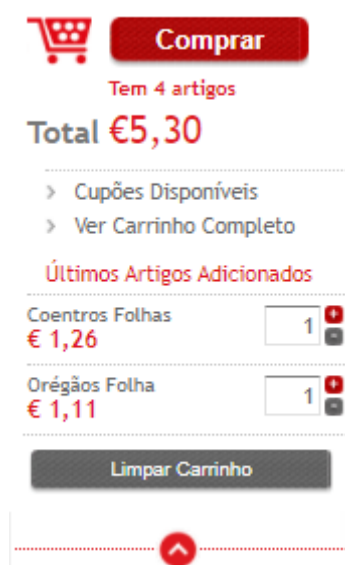 Comprar
Tem 4 artigos
Total €5,30
> Cupões Disponíveis
> Ver Carrinho Completo
Últimos Artigos Adicionados
Coentros Folhas
€ 1,26
1
+
-
Orégãos Folha
€ 1,11
1
+
-
Limpar Carrinho